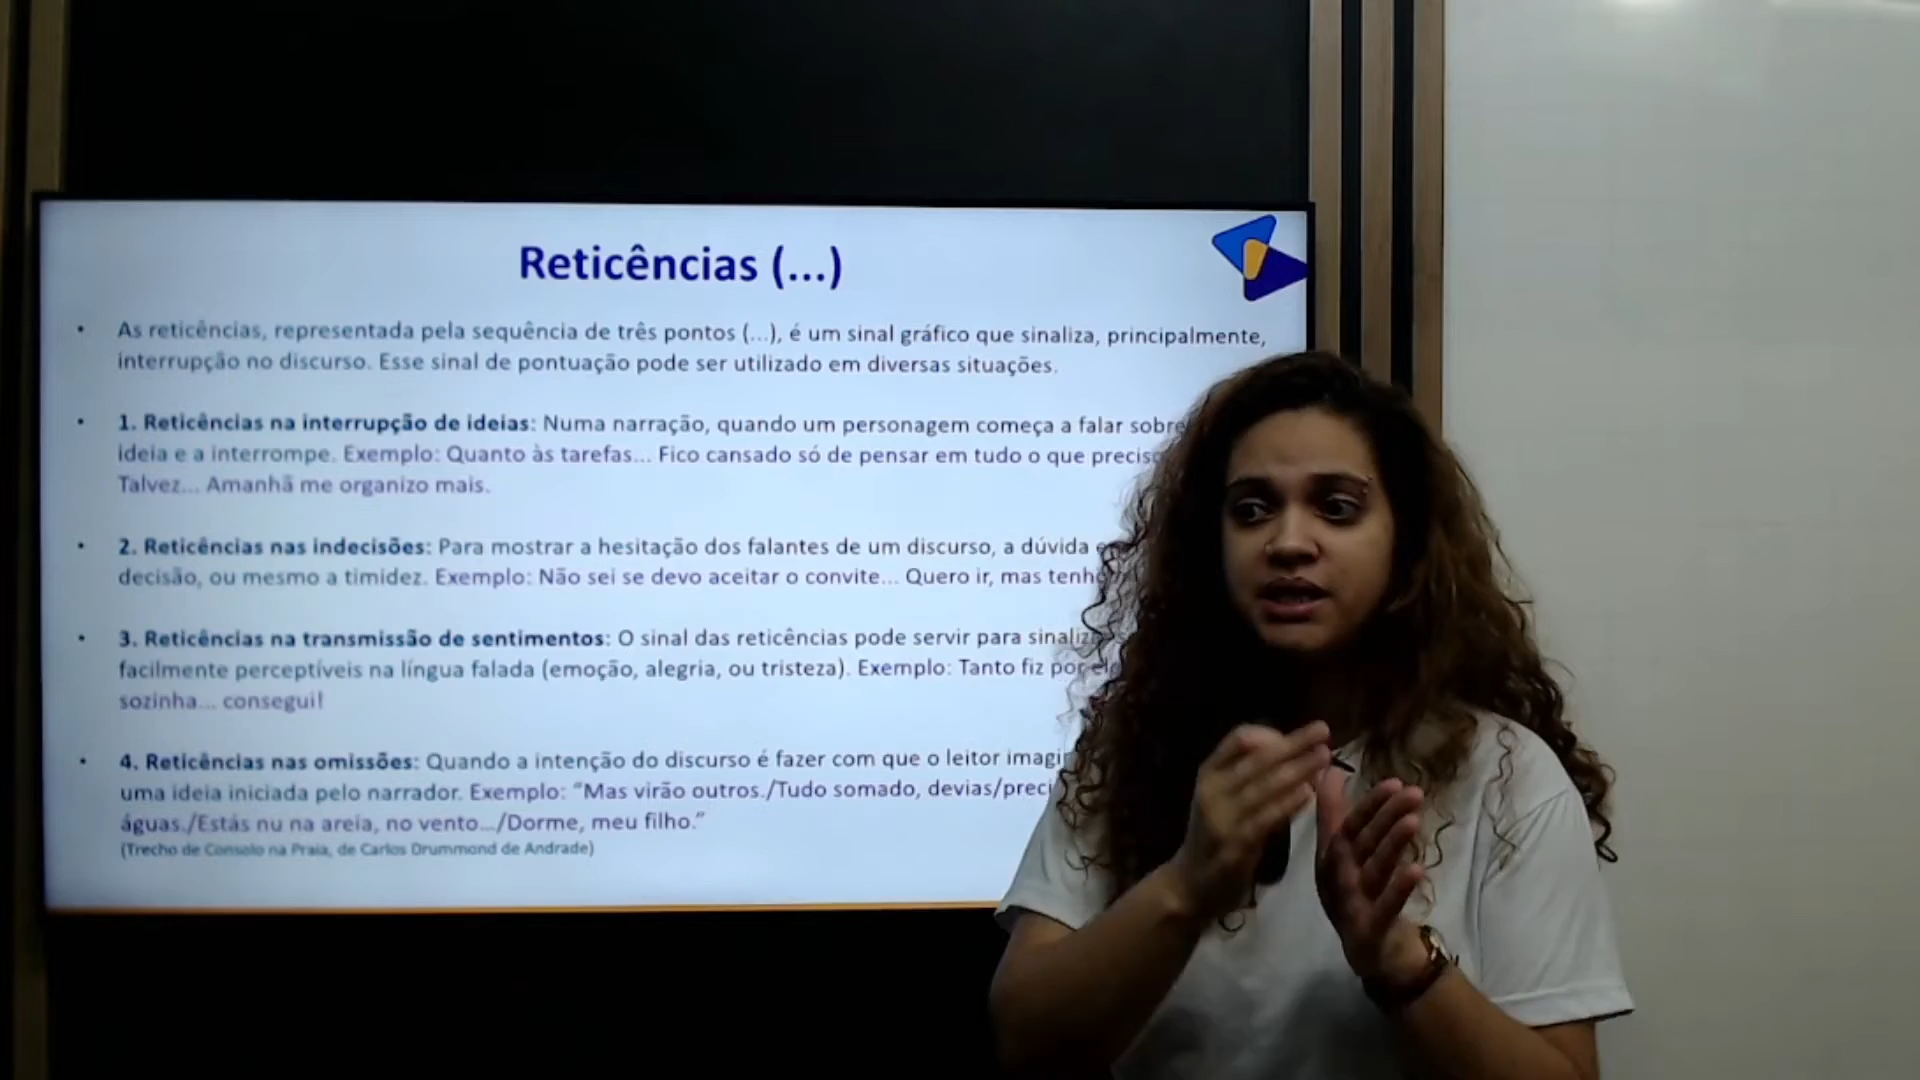 Reticências (...)
• As reticências, representada pela sequência de três pontos (...), é um sinal gráfico que sinaliza, principalmente,
interrupção no discurso. Esse sinal de pontuação pode ser utilizado em diversas situações.
• 1. Reticências na interrupção de ideias: Numa narração, quando um personagem começa a falar sobre
ideia e a interrompe. Exemplo: Quanto às tarefas... Fico cansado só de pensar em tudo o que
Talvez... Amanhã me organizo mais.
• 2. Reticências nas indecisões: Para mostrar a hesitação dos falantes de um discurso, a dúvida
decisão, ou mesmo a timidez. Exemplo: Não sei se devo aceitar o convite... Quero ir, mas
• 3. Reticências na transmissão de sentimentos: O sinal das reticências pode servir para
facilmente perceptíveis na língua falada (emoção, alegria, ou tristeza). Exemplo: Tanto fiz por
sozinha... consegui!
• 4. Reticências nas omissões: Quando a intenção do discurso é fazer com que o leitor
uma ideia iniciada pelo narrador. Exemplo: “Mas virão outros./Tudo somado, devias/
águas./Estás nu na areia, no vento.../Dorme, meu filho.”
(Trecho de Consolo na Praia, de Carlos Drummond de Andrade)